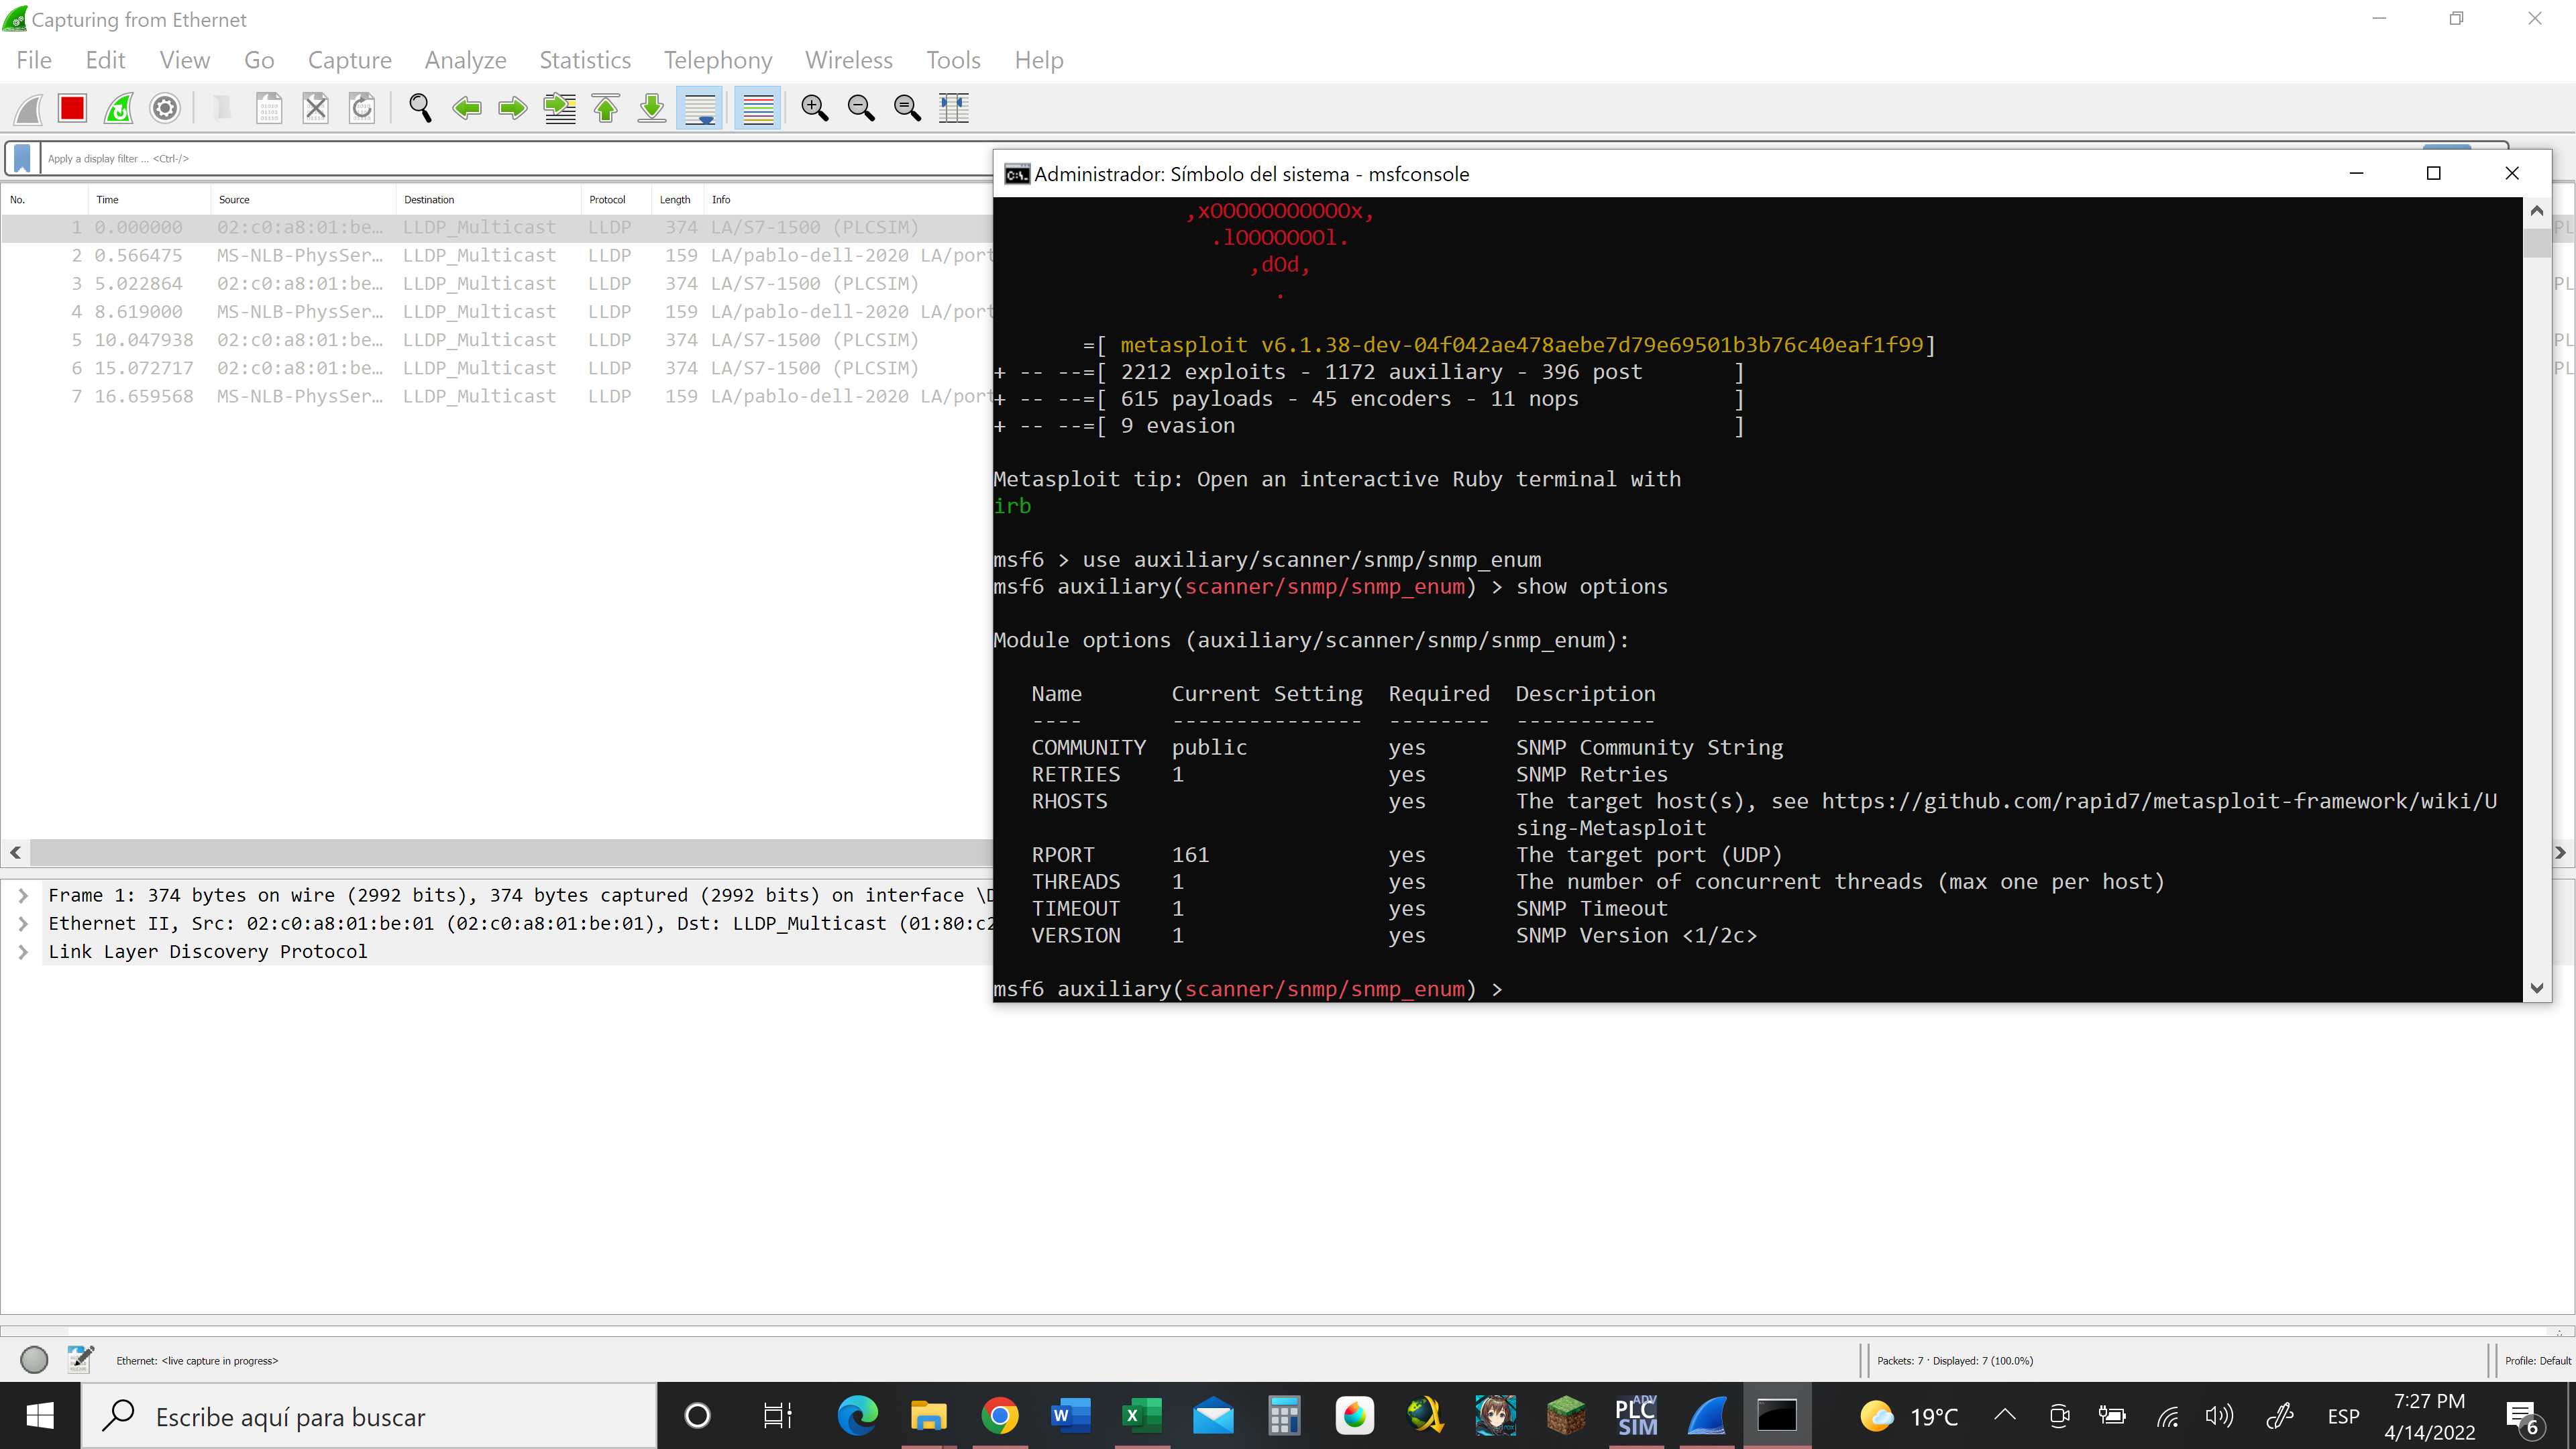 Capturing from Ethernet
File Edit View Go Capture Analyze Statistics Telephony Wireless Tools Help
Apply a display filter ... <Ctrl-/>
No. Time Source Destination Protocol Length Info
1 0.000000 02:c0:a8:01:be… LLDP_Multicast LLDP 374 LA/S7-1500 (PLCSIM)
2 0.566475 MS-NLB-PhysSer… LLDP_Multicast LLDP 159 LA/pablo-dell-2020 LA/port
3 5.022864 02:c0:a8:01:be… LLDP_Multicast LLDP 374 LA/S7-1500 (PLCSIM)
4 8.619000 MS-NLB-PhysSer… LLDP_Multicast LLDP 159 LA/pablo-dell-2020 LA/port
5 10.047938 02:c0:a8:01:be… LLDP_Multicast LLDP 374 LA/S7-1500 (PLCSIM)
6 15.072717 02:c0:a8:01:be… LLDP_Multicast LLDP 374 LA/S7-1500 (PLCSIM)
7 16.659568 MS-NLB-PhysSer… LLDP_Multicast LLDP 159 LA/pablo-dell-2020 LA/port
PL
PL
PL
PL
Frame 1: 374 bytes on wire (2992 bits), 374 bytes captured (2992 bits) on interface \D
Ethernet II, Src: 02:c0:a8:01:be:01 (02:c0:a8:01:be:01), Dst: LLDP_Multicast (01:80:c2
Link Layer Discovery Protocol
Administrador: Símbolo del sistema - msfconsole
,xOOOOOOOOOOOx,
.lOOOOOOOl.
,dOd,
.
=[ metasploit v6.1.38-dev-04f042ae478aebe7d79e69501b3b76c40eaf1f99]
+ -- --=[ 2212 exploits - 1172 auxiliary - 396 post ]
+ -- --=[ 615 payloads - 45 encoders - 11 nops ]
+ -- --=[ 9 evasion ]
Metasploit tip: Open an interactive Ruby terminal with
irb
msf6 > use auxiliary/scanner/snmp/snmp_enum
msf6 auxiliary(scanner/snmp/snmp_enum) > show options
Module options (auxiliary/scanner/snmp/snmp_enum):
Name Current Setting Required Description
---- --------------- -------- -----------
COMMUNITY public yes SNMP Community String
RETRIES 1 yes SNMP Retries
RHOSTS yes The target host(s), see https://github.com/rapid7/metasploit-framework/wiki/U
sing-Metasploit
RPORT 161 yes The target port (UDP)
THREADS 1 yes The number of concurrent threads (max one per host)
TIMEOUT 1 yes SNMP Timeout
VERSION 1 yes SNMP Version <1/2c>
msf6 auxiliary(scanner/snmp/snmp_enum) >
Ethernet: <live capture in progress>
Packets: 7 · Displayed: 7 (100.0%)
Profile: Default
Escribe aquí para buscar
ADV
PLC
SIM
19°C
ESP
7:27 PM
4/14/2022
6